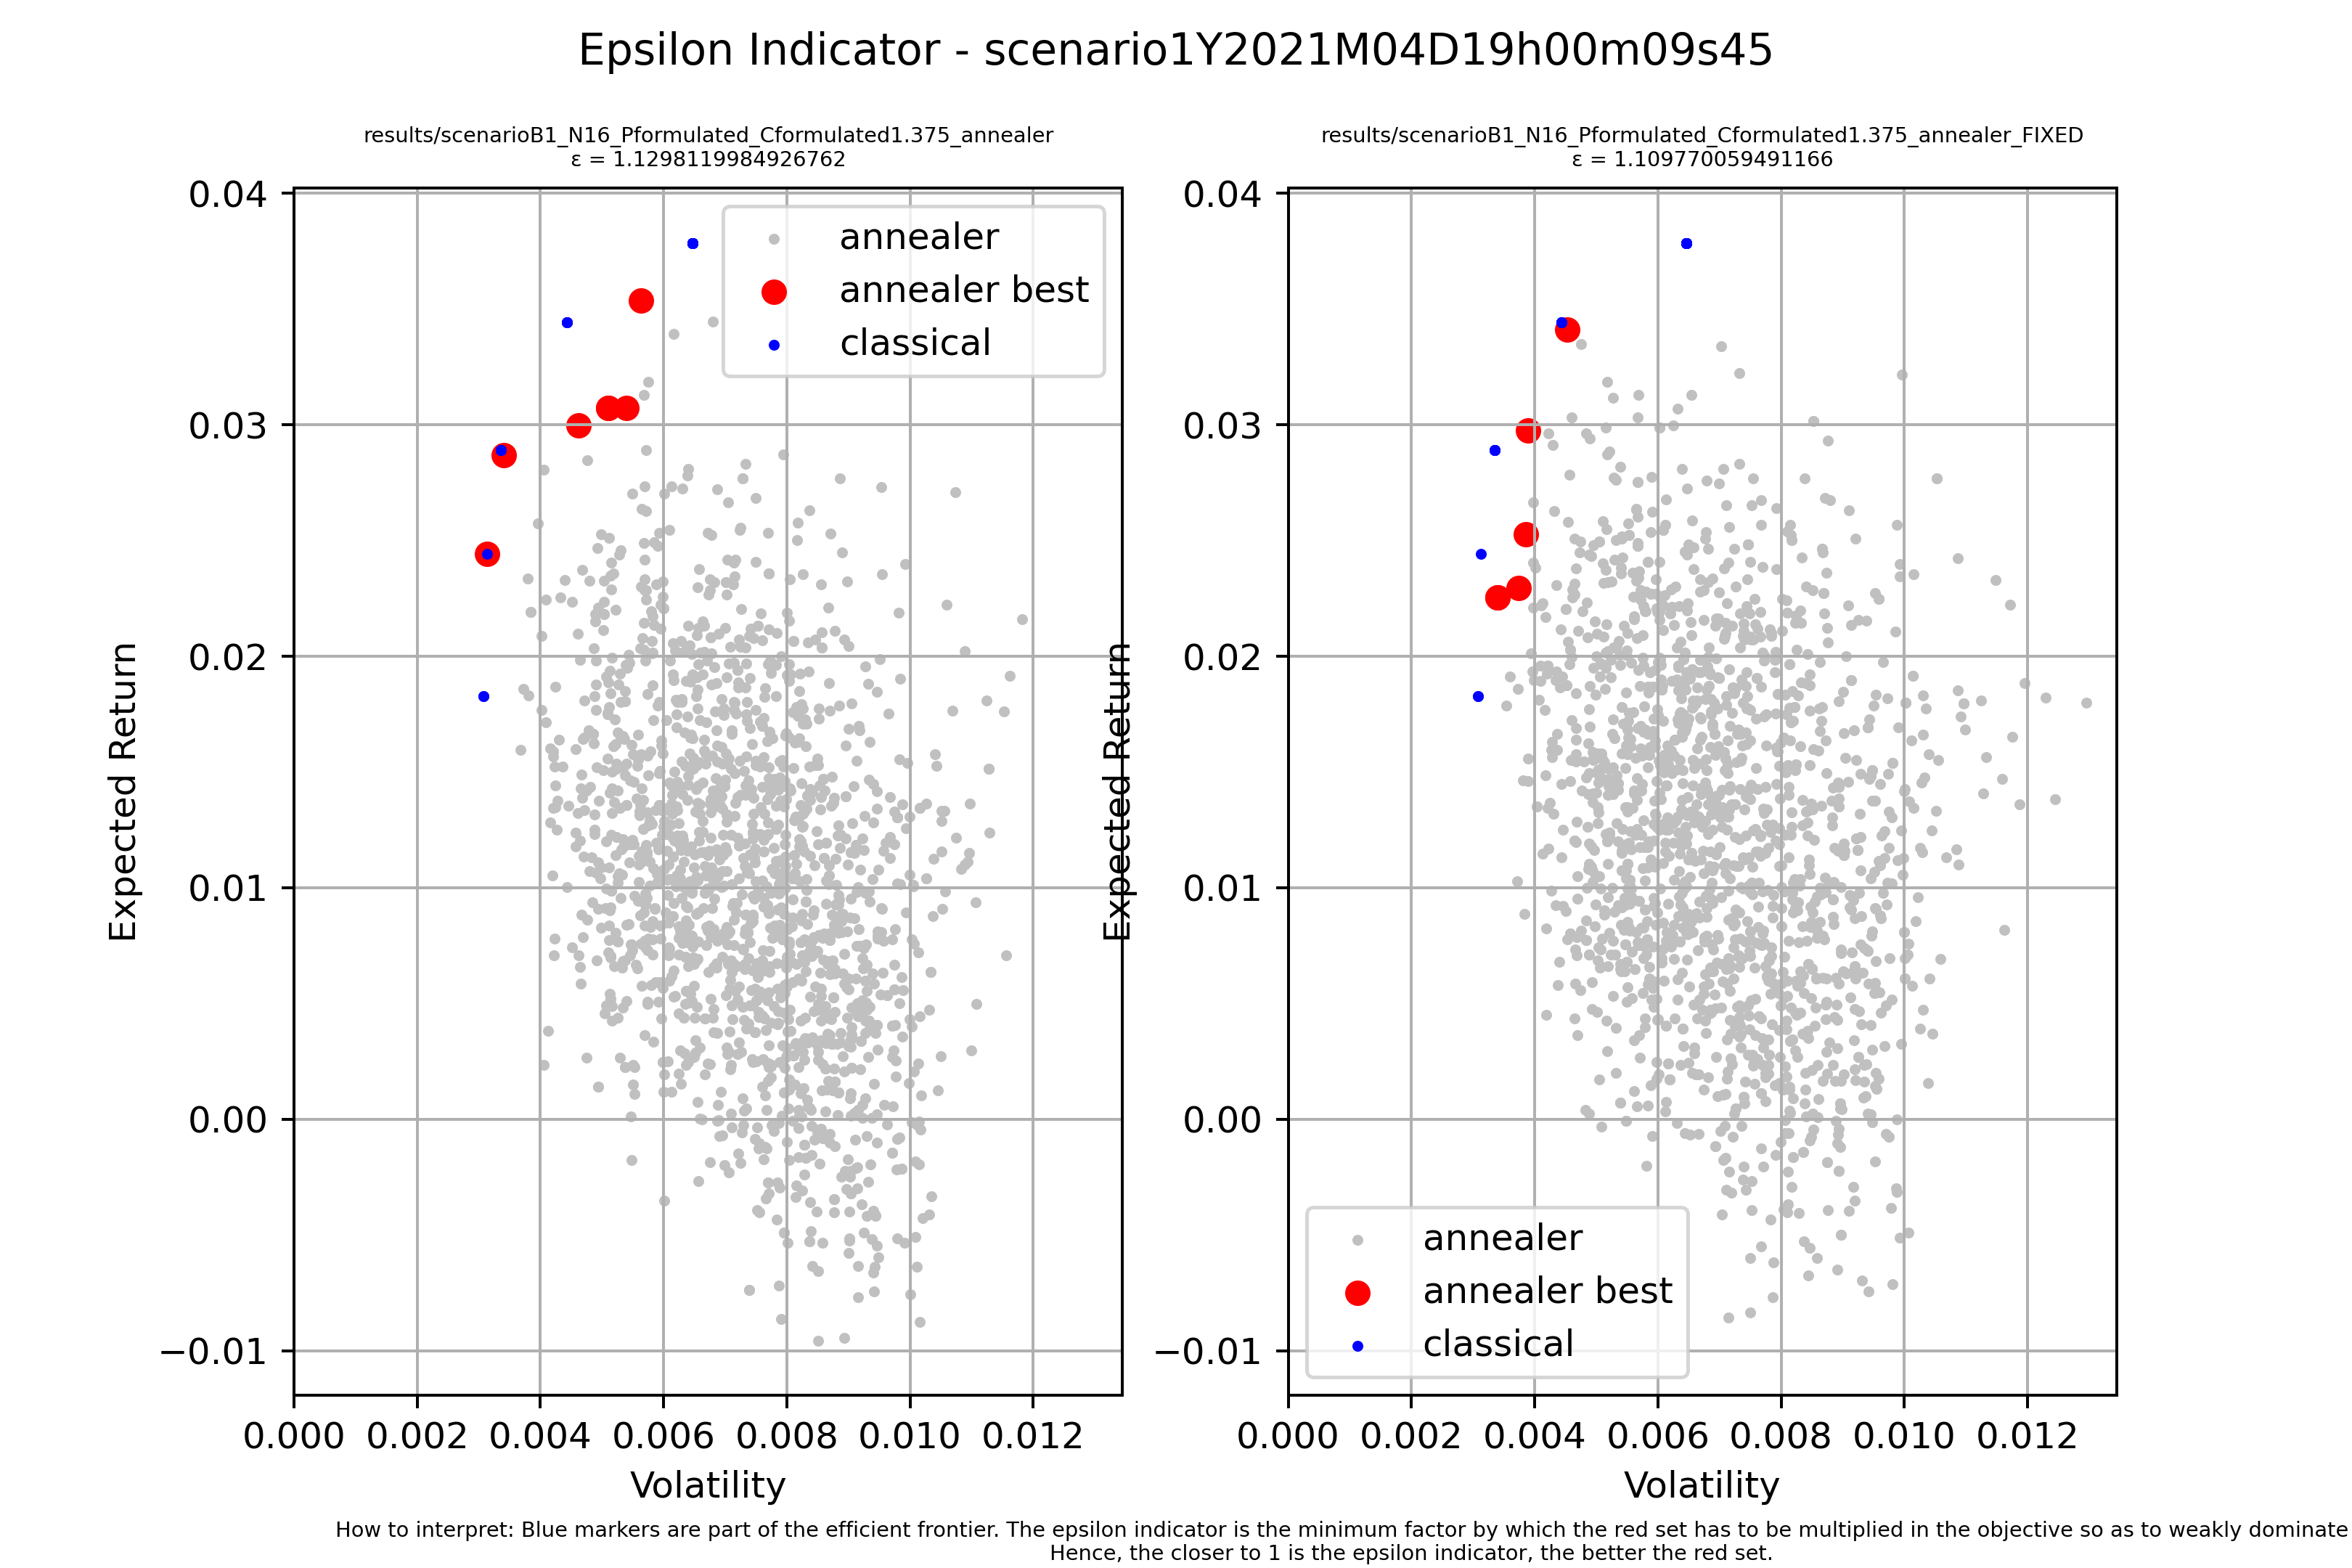 Epsilon Indicator - scenario1Y2021M04D19h00m09s45
results/scenarioB1_N16_Pformulated_Cformulated1.375_annealer
ε = 1.1298119984926762
0.04
0.03
0.02
0.01
0.00
−0.01
Expected Return
annealer
annealer best
classical
0.000 0.002 0.004 0.006 0.008 0.010 0.012
Volatility
results/scenarioB1_N16_Pformulated_Cformulated1.375_annealer_FIXED
ε = 1.109770059491166
0.04
0.03
0.02
0.01
0.00
−0.01
Expected Return
annealer
annealer best
classical
0.000 0.002 0.004 0.006 0.008 0.010 0.012
Volatility
How to interpret: Blue markers are part of the efficient frontier. The epsilon indicator is the minimum factor by which the red set has to be multiplied in the objective so as to weakly dominate
Hence, the closer to 1 is the epsilon indicator, the better the red set.